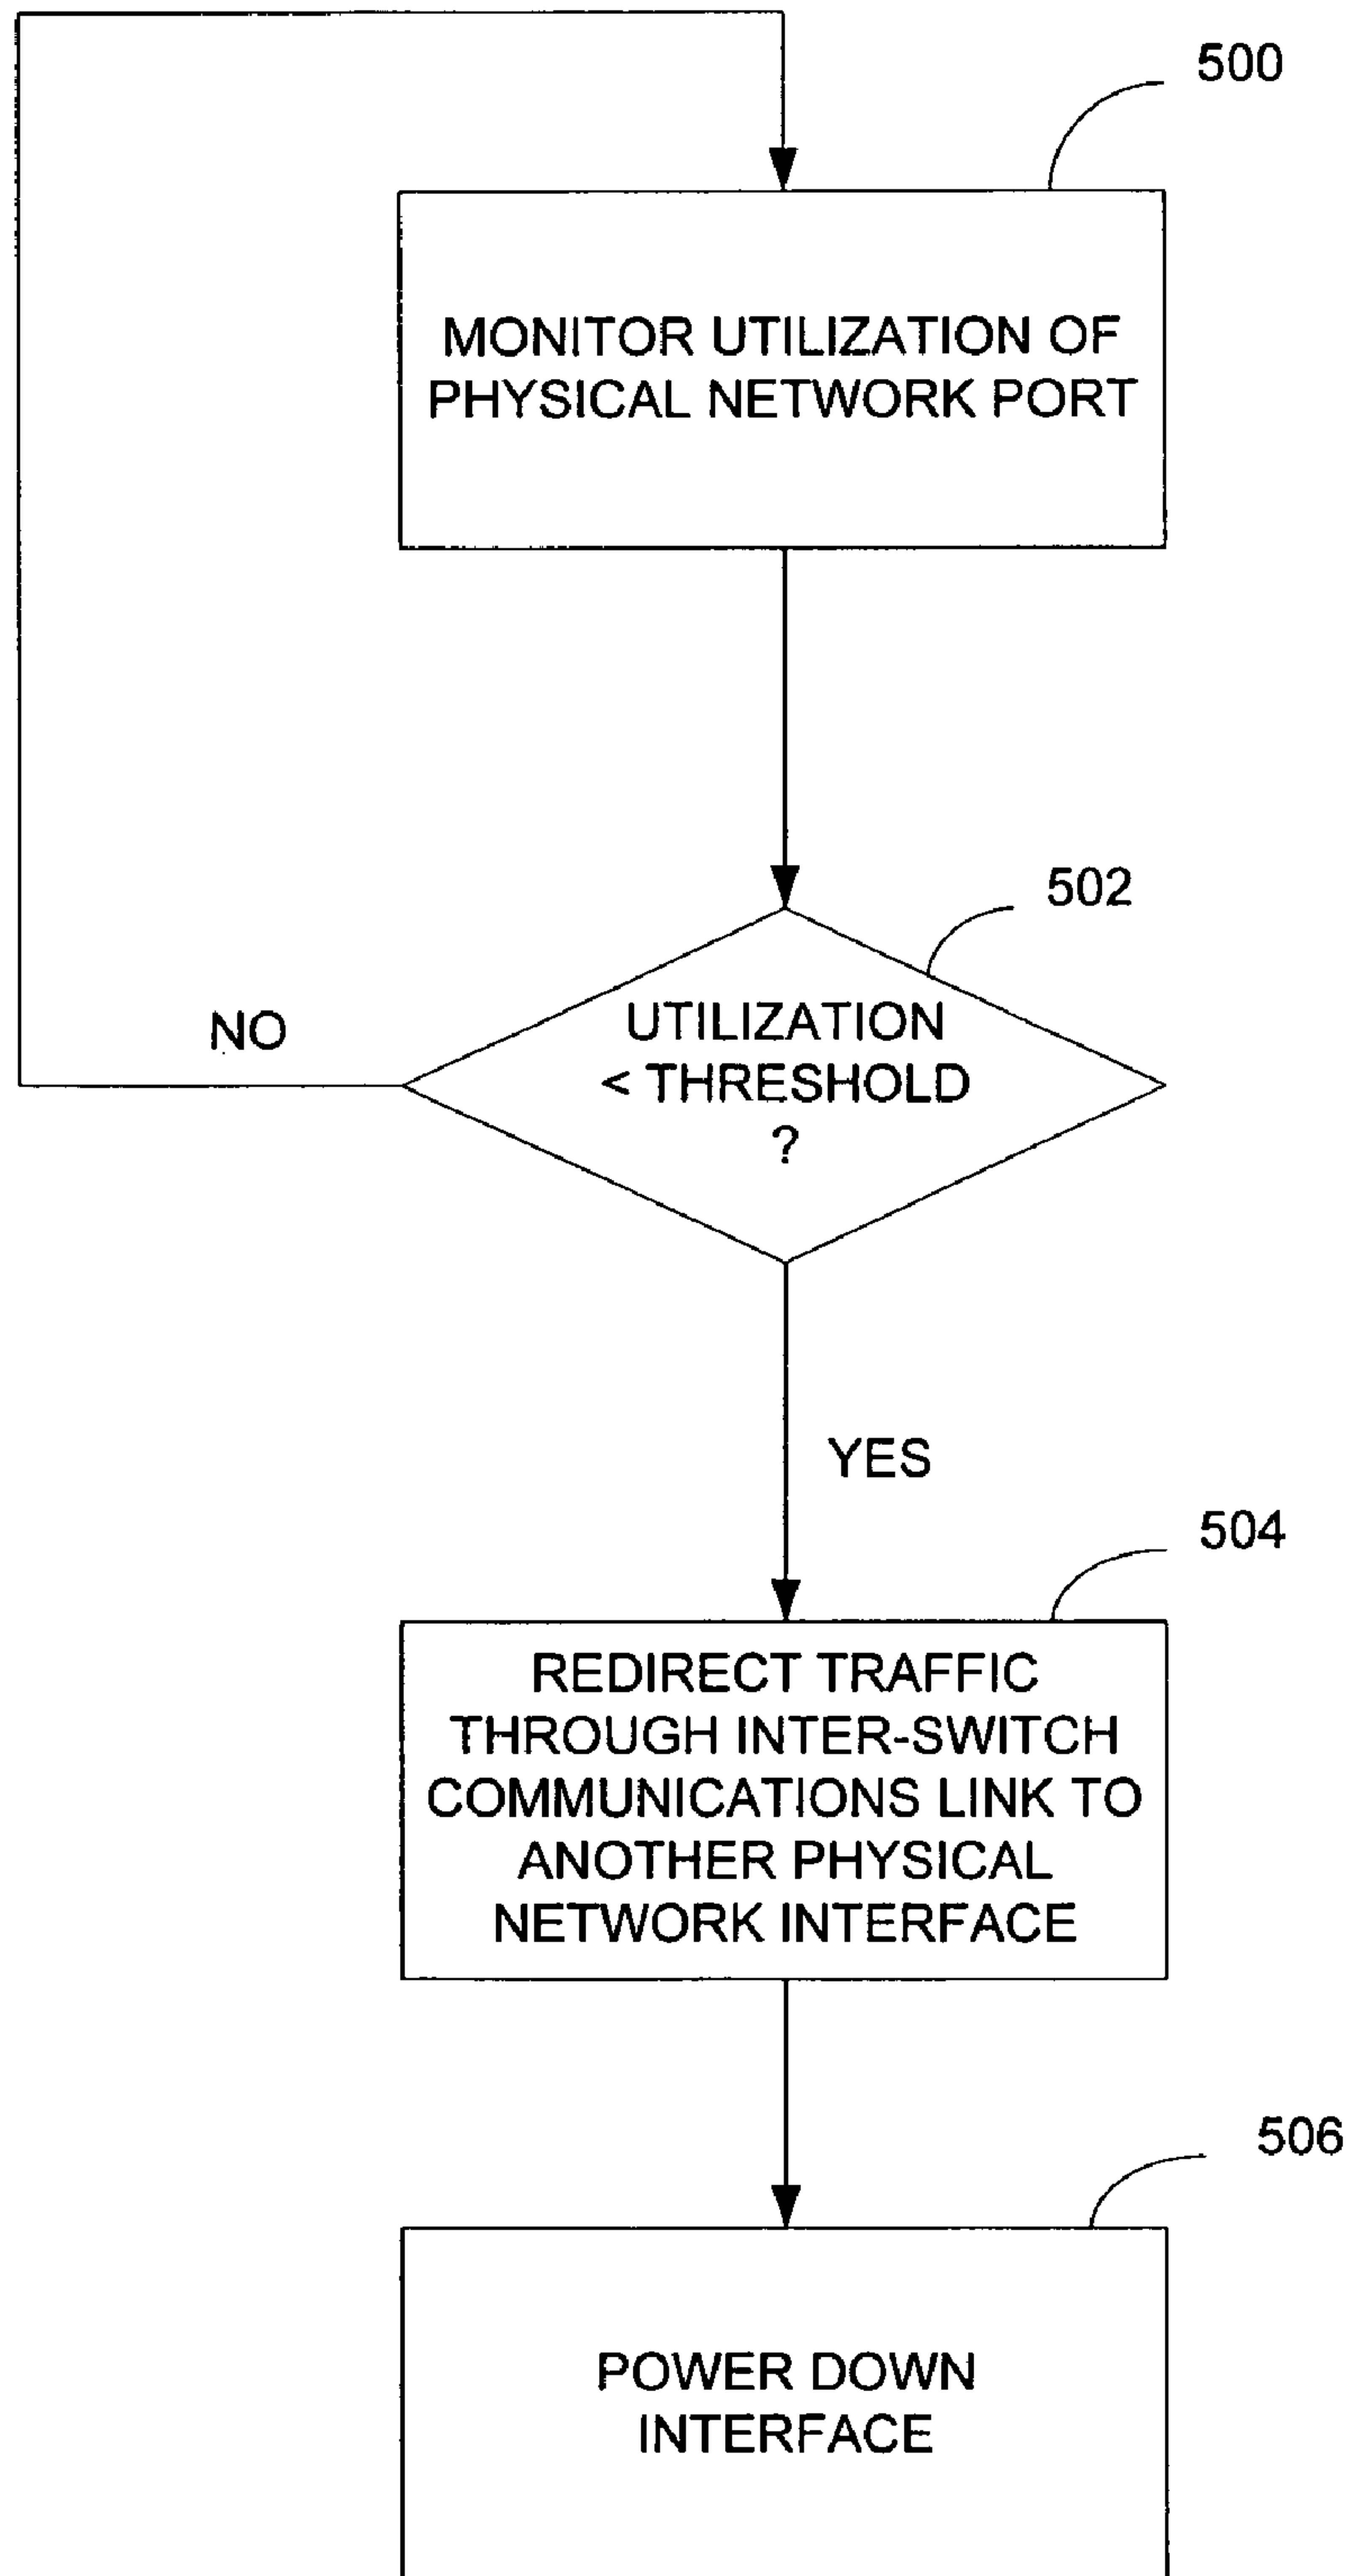 500
MONITOR UTILIZATION OF
PHYSICAL NETWORK PORT
502
UTILIZATION
< THRESHOLD
?
NO
YES
504
REDIRECT TRAFFIC
THROUGH INTER-SWITCH
COMMUNICATIONS LINK TO
ANOTHER PHYSICAL
NETWORK INTERFACE
506
POWER DOWN
INTERFACE